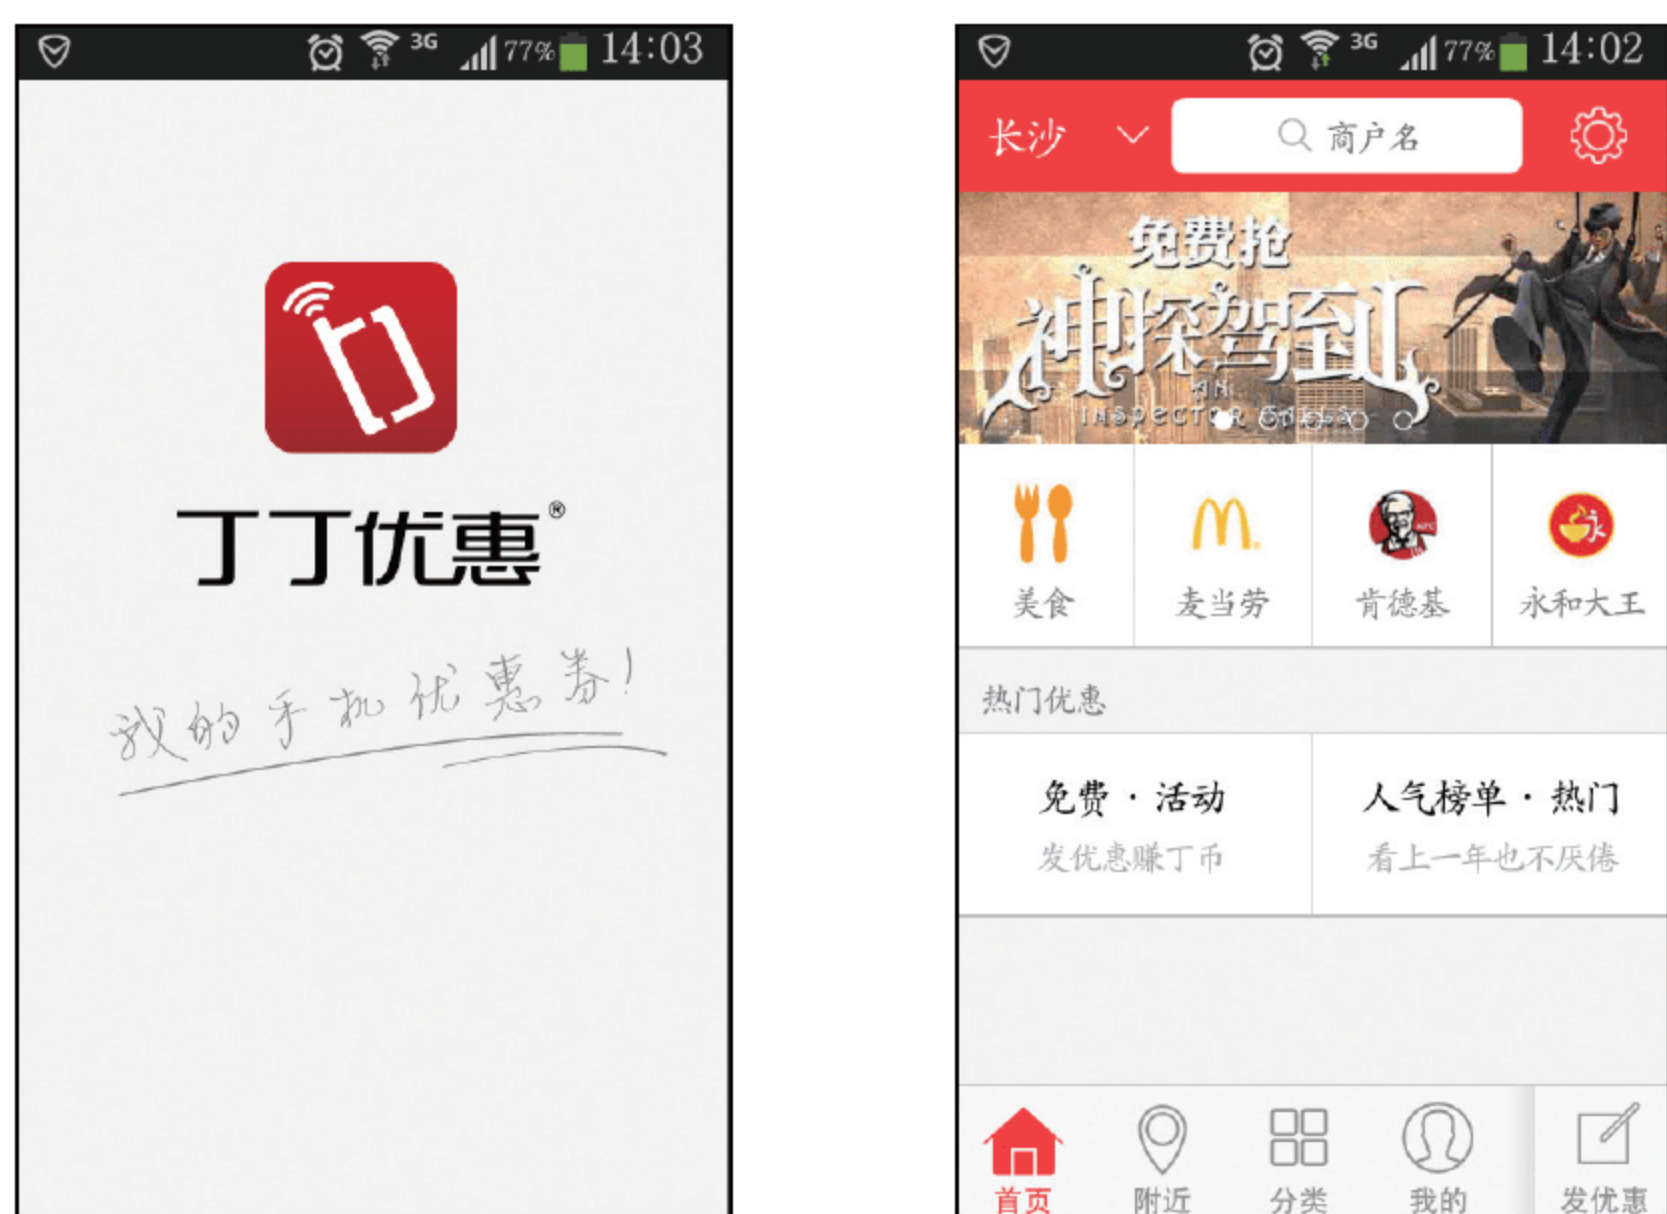 3G 77% 14:03
丁丁优惠®
我的手机优惠券!
3G 77% 14:02
长沙 商户名
免费抢
神探驾到
AN
INSPECTOR CALLS
美食 麦当劳 肯德基 永和大王
热门优惠
免费·活动 人气榜单·热门
发优惠赚丁币 看上一年也不厌倦
首页 附近 分类 我的 发优惠